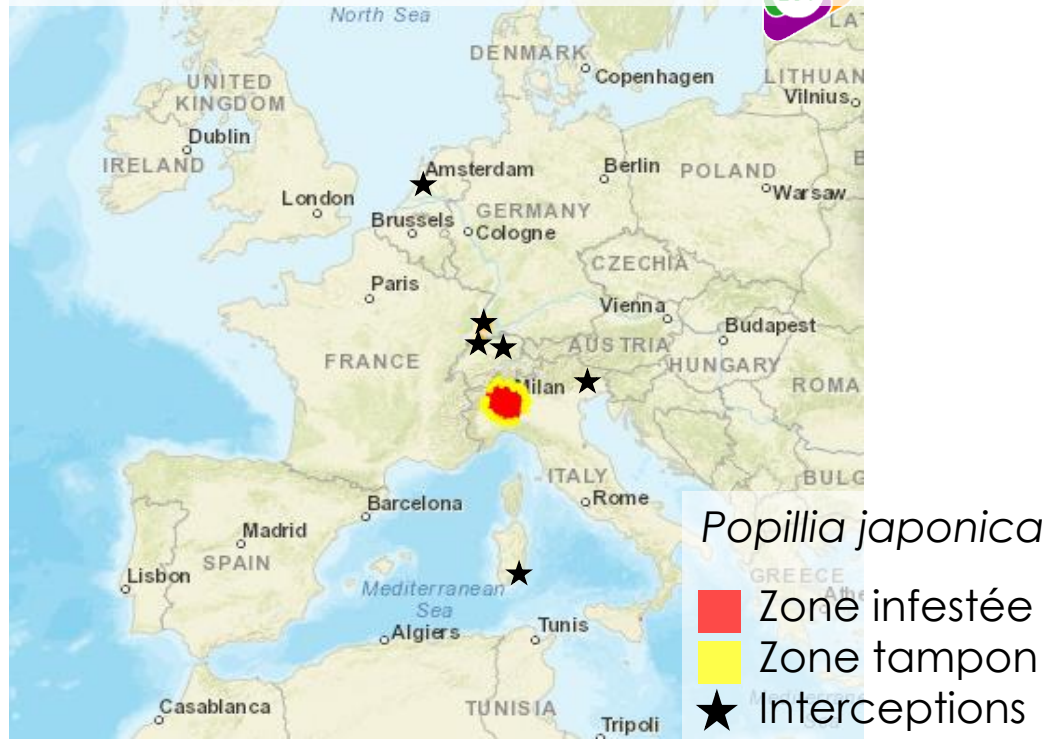 North Sea
LAT
DENMARK
Copenhagen
LITHUAN
Vilnius
UNITED
KINGDOM
Dublin
IRELAND
Amsterdam
Berlin
POLAND
Warsaw
London
Brussels
GERMANY
Cologne
CZECHIA
Paris
Vienna
Budapest
FRANCE
AUSTRIA
HUNGARY
Milan
ROMA
ITALY
BULG
Barcelona
Rome
Madrid
SPAIN
Lisbon
Mediterranean
Sea
Algiers
Tunis
Casablanca
TUNISIA
Tripoli
Popillia japonica
GREECE
Zone infestée
Zone tampon
Interceptions